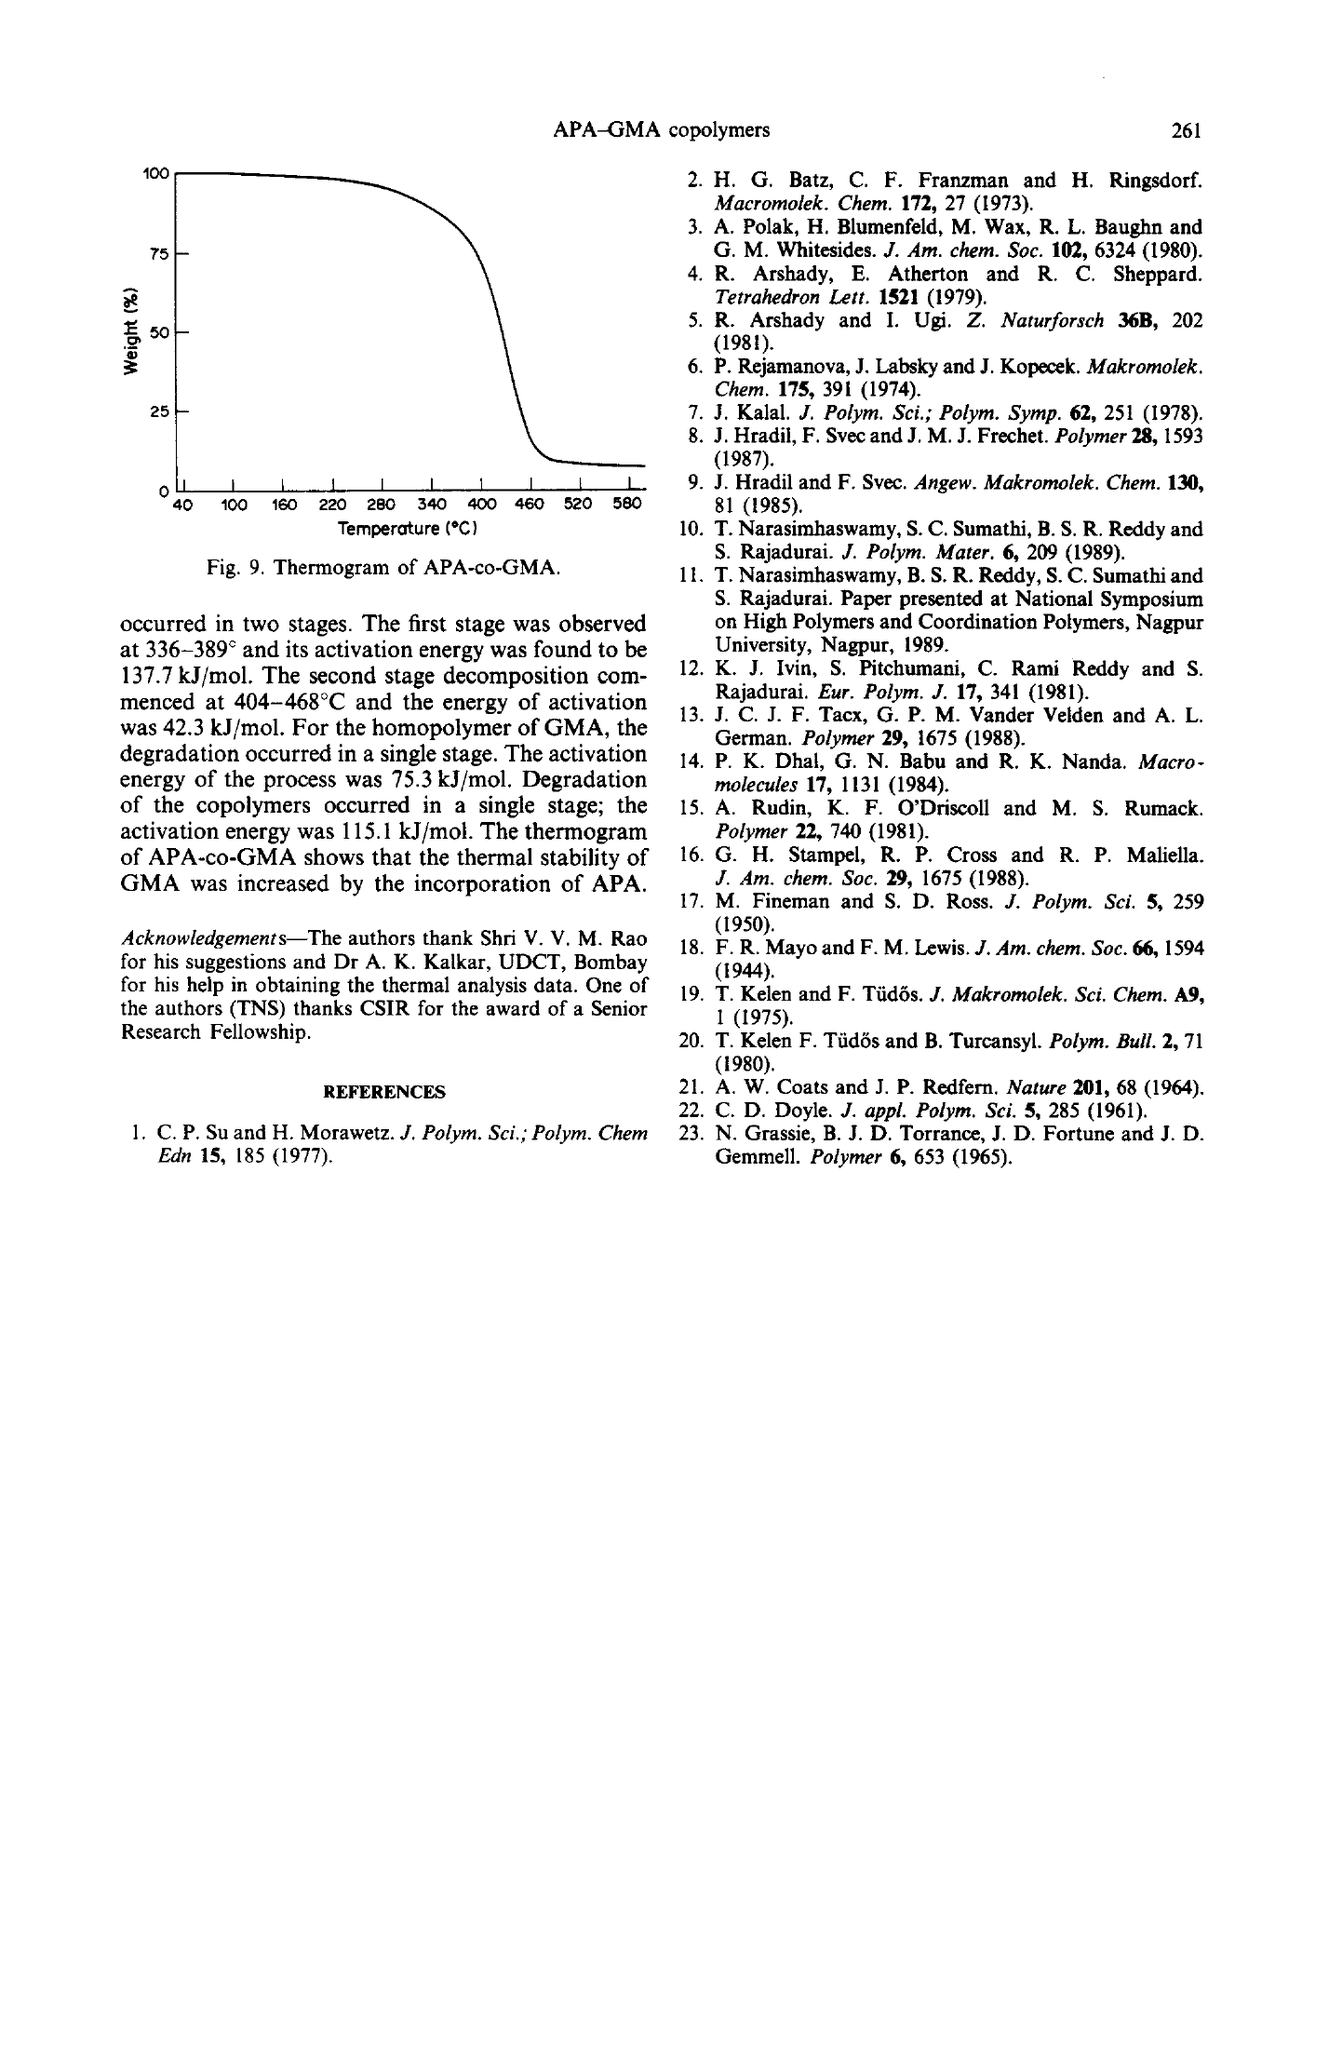 APA–GMA copolymers
261
100
75
50
25
0
Weight (%)
40 100 160 220 280 340 400 460 520 580
Temperature (°C)
Fig. 9. Thermogram of APA-co-GMA.
occurred in two stages. The first stage was observed
at 336–389° and its activation energy was found to be
137.7 kJ/mol. The second stage decomposition com-
menced at 404–468°C and the energy of activation
was 42.3 kJ/mol. For the homopolymer of GMA, the
degradation occurred in a single stage. The activation
energy of the process was 75.3 kJ/mol. Degradation
of the copolymers occurred in a single stage; the
activation energy was 115.1 kJ/mol. The thermogram
of APA-co-GMA shows that the thermal stability of
GMA was increased by the incorporation of APA.
Acknowledgements—The authors thank Shri V. V. M. Rao
for his suggestions and Dr A. K. Kalkar, UDCT, Bombay
for his help in obtaining the thermal analysis data. One of
the authors (TNS) thanks CSIR for the award of a Senior
Research Fellowship.
REFERENCES
1. C. P. Su and H. Morawetz. J. Polym. Sci.; Polym. Chem
Edn 15, 185 (1977).
2. H. G. Batz, C. F. Franzman and H. Ringsdorf.
Macromolek. Chem. 172, 27 (1973).
3. A. Polak, H. Blumenfeld, M. Wax, R. L. Baughn and
G. M. Whitesides. J. Am. chem. Soc. 102, 6324 (1980).
4. R. Arshady, E. Atherton and R. C. Sheppard.
Tetrahedron Lett. 1521 (1979).
5. R. Arshady and I. Ugi. Z. Naturforsch 36B, 202
(1981).
6. P. Rejamanova, J. Labsky and J. Kopecek. Makromolek.
Chem. 175, 391 (1974).
7. J. Kalal. J. Polym. Sci.; Polym. Symp. 62, 251 (1978).
8. J. Hradil, F. Svec and J. M. J. Frechet. Polymer 28, 1593
(1987).
9. J. Hradil and F. Svec. Angew. Makromolek. Chem. 130,
81 (1985).
10. T. Narasimhaswamy, S. C. Sumathi, B. S. R. Reddy and
S. Rajadurai. J. Polym. Mater. 6, 209 (1989).
11. T. Narasimhaswamy, B. S. R. Reddy, S. C. Sumathi and
S. Rajadurai. Paper presented at National Symposium
on High Polymers and Coordination Polymers, Nagpur
University, Nagpur, 1989.
12. K. J. Ivin, S. Pitchumani, C. Rami Reddy and S.
Rajadurai. Eur. Polym. J. 17, 341 (1981).
13. J. C. J. F. Tacx, G. P. M. Vander Velden and A. L.
German. Polymer 29, 1675 (1988).
14. P. K. Dhal, G. N. Babu and R. K. Nanda. Macro-
molecules 17, 1131 (1984).
15. A. Rudin, K. F. O'Driscoll and M. S. Rumack.
Polymer 22, 740 (1981).
16. G. H. Stampel, R. P. Cross and R. P. Maliella.
J. Am. chem. Soc. 29, 1675 (1988).
17. M. Fineman and S. D. Ross. J. Polym. Sci. 5, 259
(1950).
18. F. R. Mayo and F. M. Lewis. J. Am. chem. Soc. 66, 1594
(1944).
19. T. Kelen and F. Tüdős. J. Makromolek. Sci. Chem. A9,
1 (1975).
20. T. Kelen F. Tüdős and B. Turcansyl. Polym. Bull. 2, 71
(1980).
21. A. W. Coats and J. P. Redfern. Nature 201, 68 (1964).
22. C. D. Doyle. J. appl. Polym. Sci. 5, 285 (1961).
23. N. Grassie, B. J. D. Torrance, J. D. Fortune and J. D.
Gemmell. Polymer 6, 653 (1965).